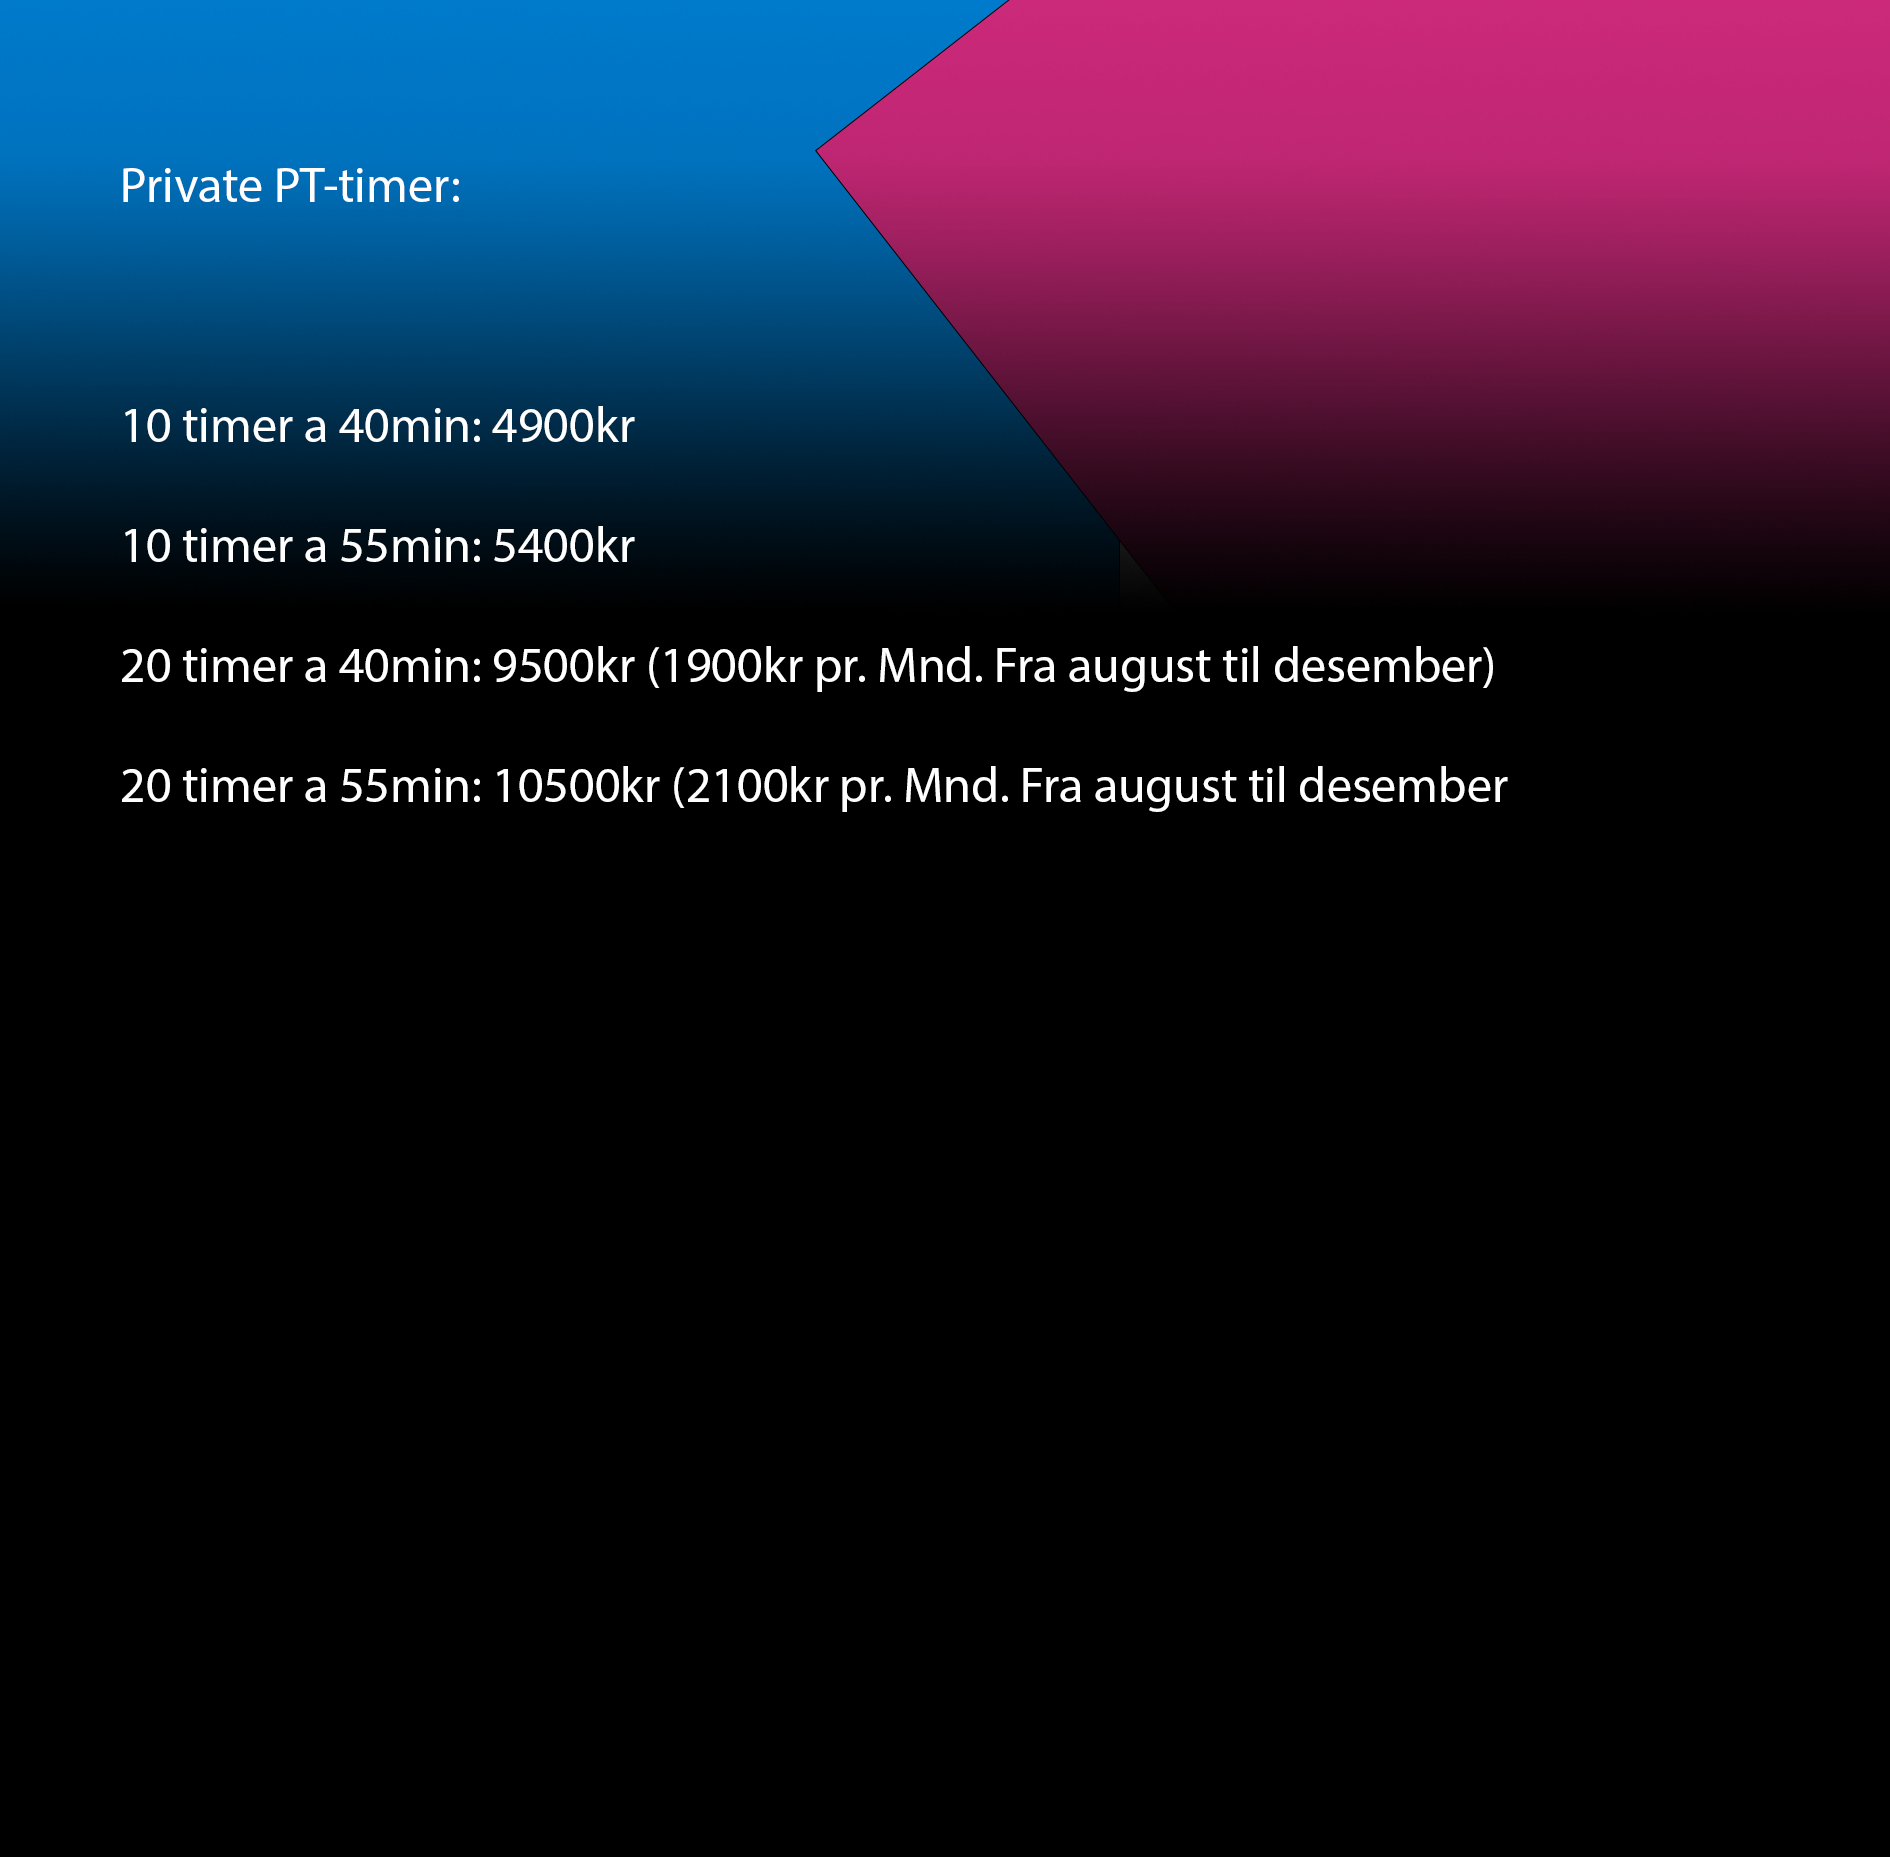 Private PT-timer:
10 timer a 40min: 4900kr
10 timer a 55min: 5400kr
20 timer a 40min: 9500kr (1900kr pr. Mnd. Fra august til desember)
20 timer a 55min: 10500kr (2100kr pr. Mnd. Fra august til desember